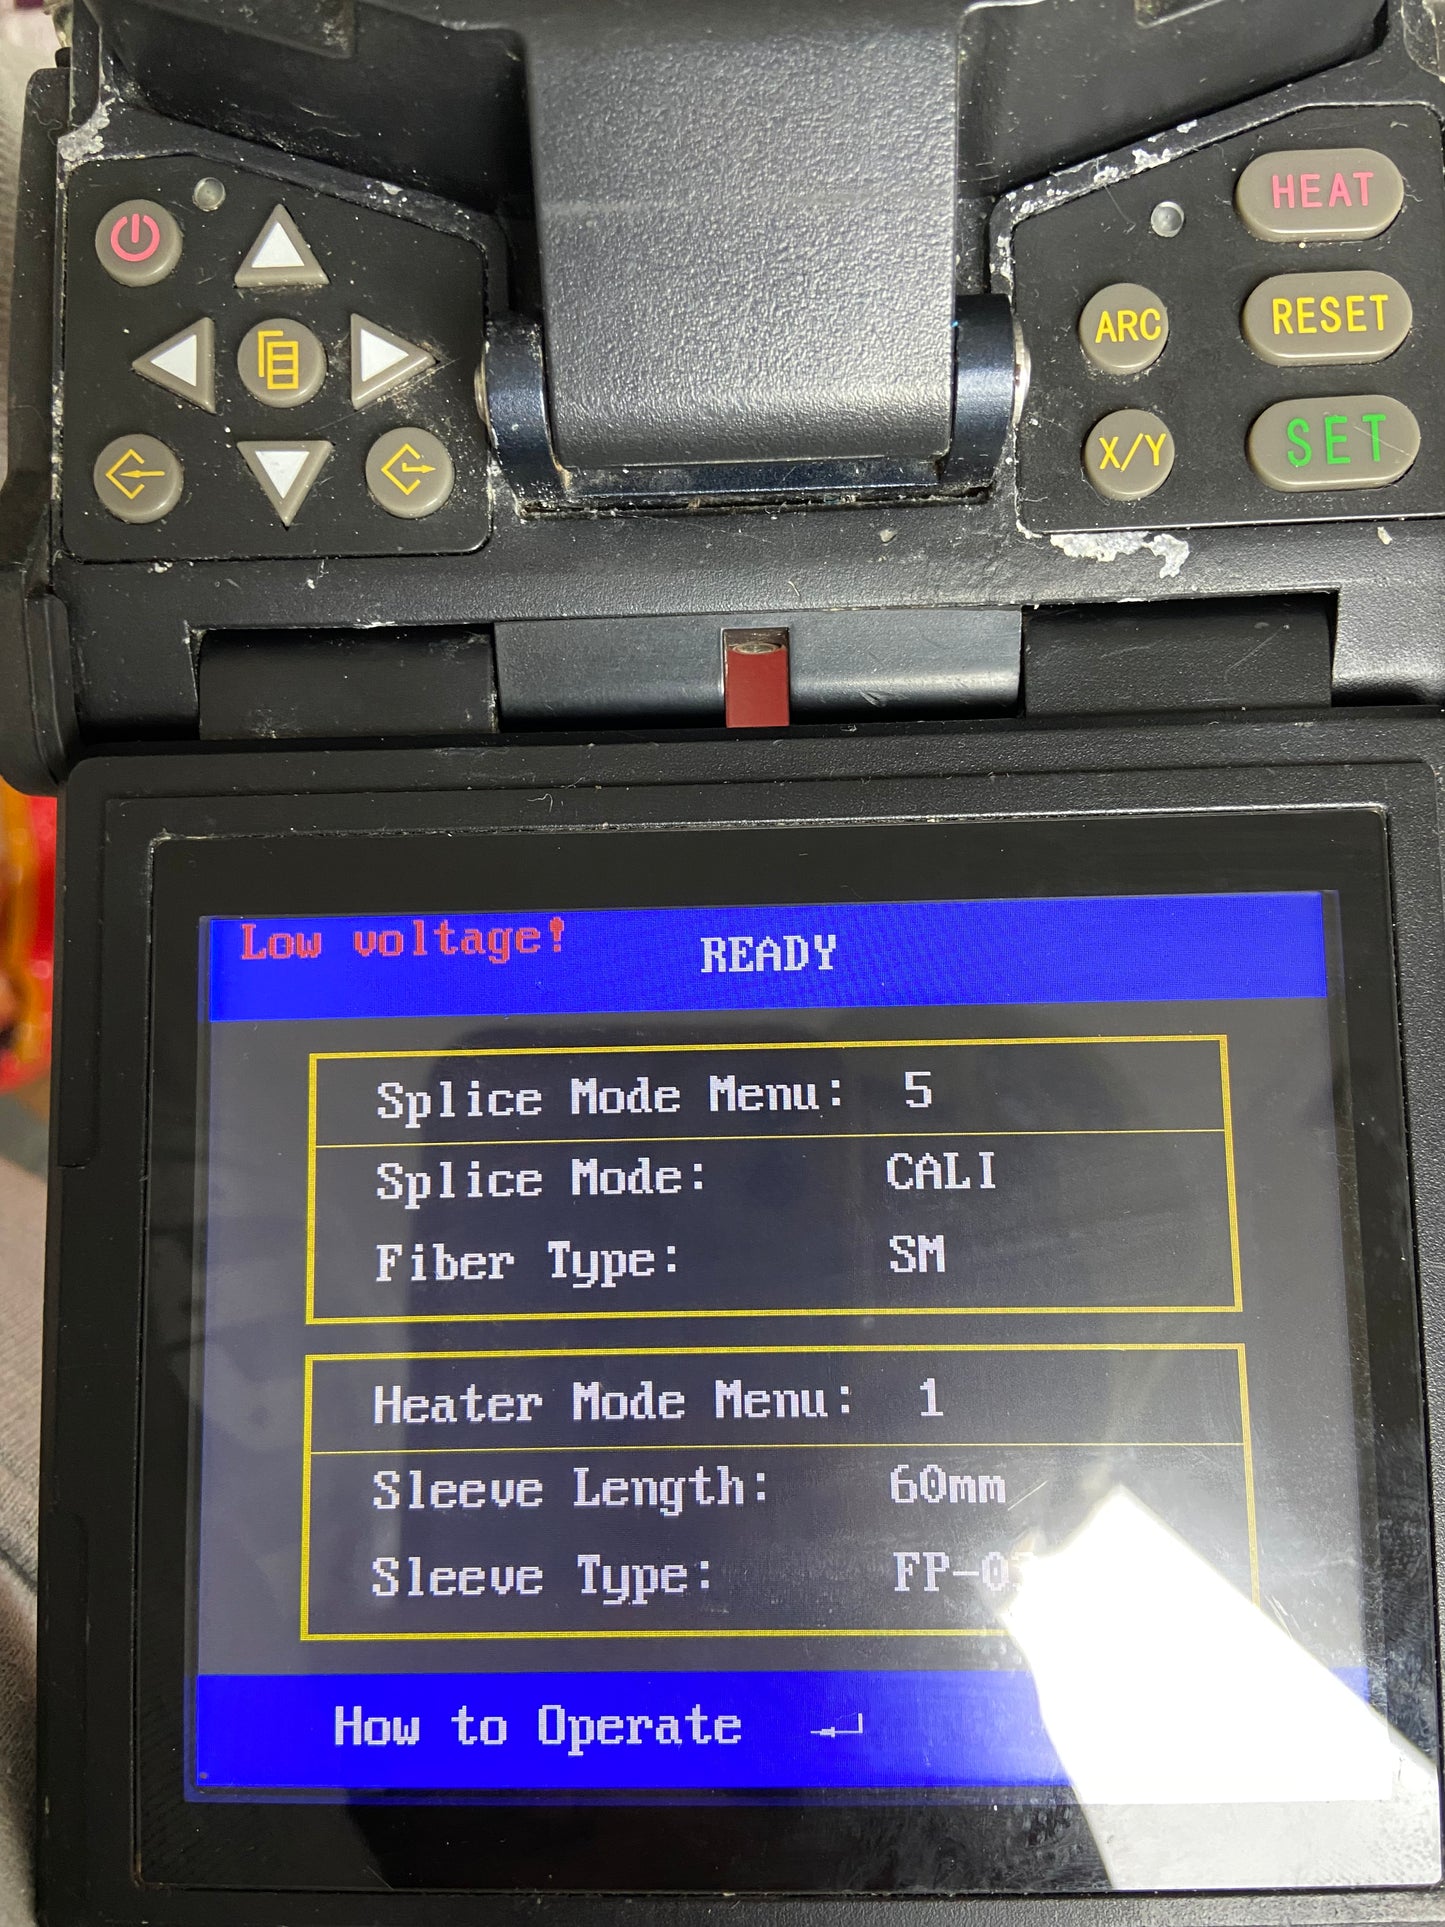 HEAT
ARC
RESET
X/Y
SET
Low voltage!
READY
Splice Mode Menu: 5
Splice Mode: CALI
Fiber Type: SM
Heater Mode Menu: 1
Sleeve Length: 60mm
Sleeve Type:
How to Operate